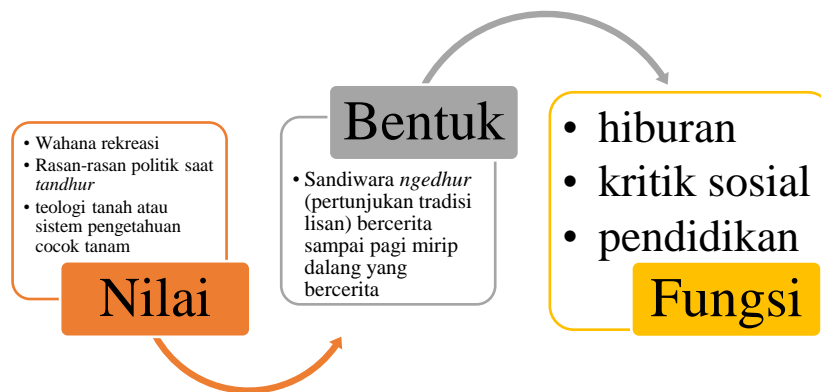 • Wahana rekreasi
• Rasan-rasan politik saat
tandhur
• teologi tanah atau
sistem pengetahuan
cocok tanam
Nilai
Bentuk
• Sandiwara ngedhur
(pertunjukan tradisi
lisan) bercerita
sampai pagi mirip
dalang yang
bercerita
• hiburan
• kritik sosial
• pendidikan
Fungsi